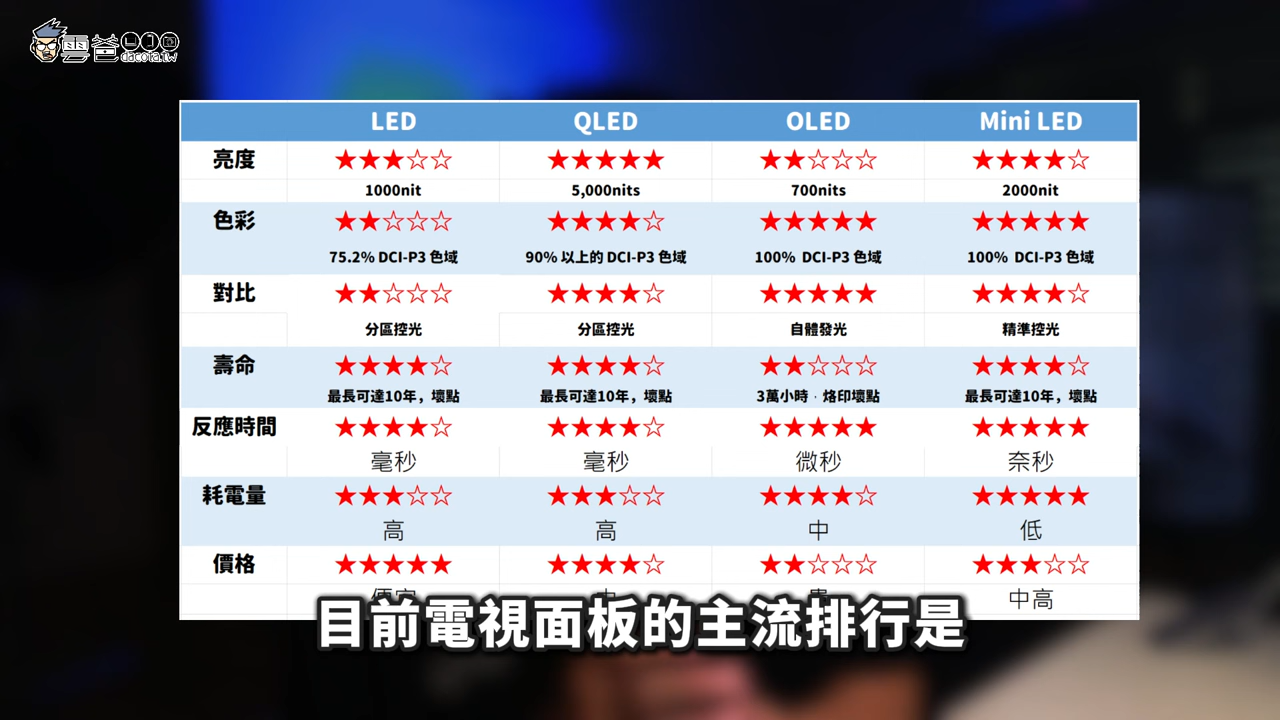 雲爸
dacota.tw
LED QLED OLED Mini LED
亮度 ★★★☆☆ ★★★★★ ★★☆☆☆ ★★★★☆
1000nit 5,000nits 700nits 2000nit
色彩 ★★☆☆☆ ★★★★☆ ★★★★★ ★★★★★
75.2% DCI-P3 色域 90% 以上的 DCI-P3 色域 100% DCI-P3 色域 100% DCI-P3 色域
對比 ★★☆☆☆ ★★★★☆ ★★★★★ ★★★★☆
分區控光 分區控光 自體發光 精準控光
壽命 ★★★★☆ ★★★★☆ ★★☆☆☆ ★★★★☆
最長可達10年，壞點 最長可達10年，壞點 3萬小時﹒烙印壞點 最長可達10年，壞點
反應時間 ★★★★☆ ★★★★☆ ★★★★★ ★★★★★
毫秒 毫秒 微秒 奈秒
耗電量 ★★★☆☆ ★★★☆☆ ★★★★☆ ★★★★★
高 高 中 低
價格 ★★★★★ ★★★★☆ ★★☆☆☆ ★★★☆☆
中高
目前電視面板的主流排行是